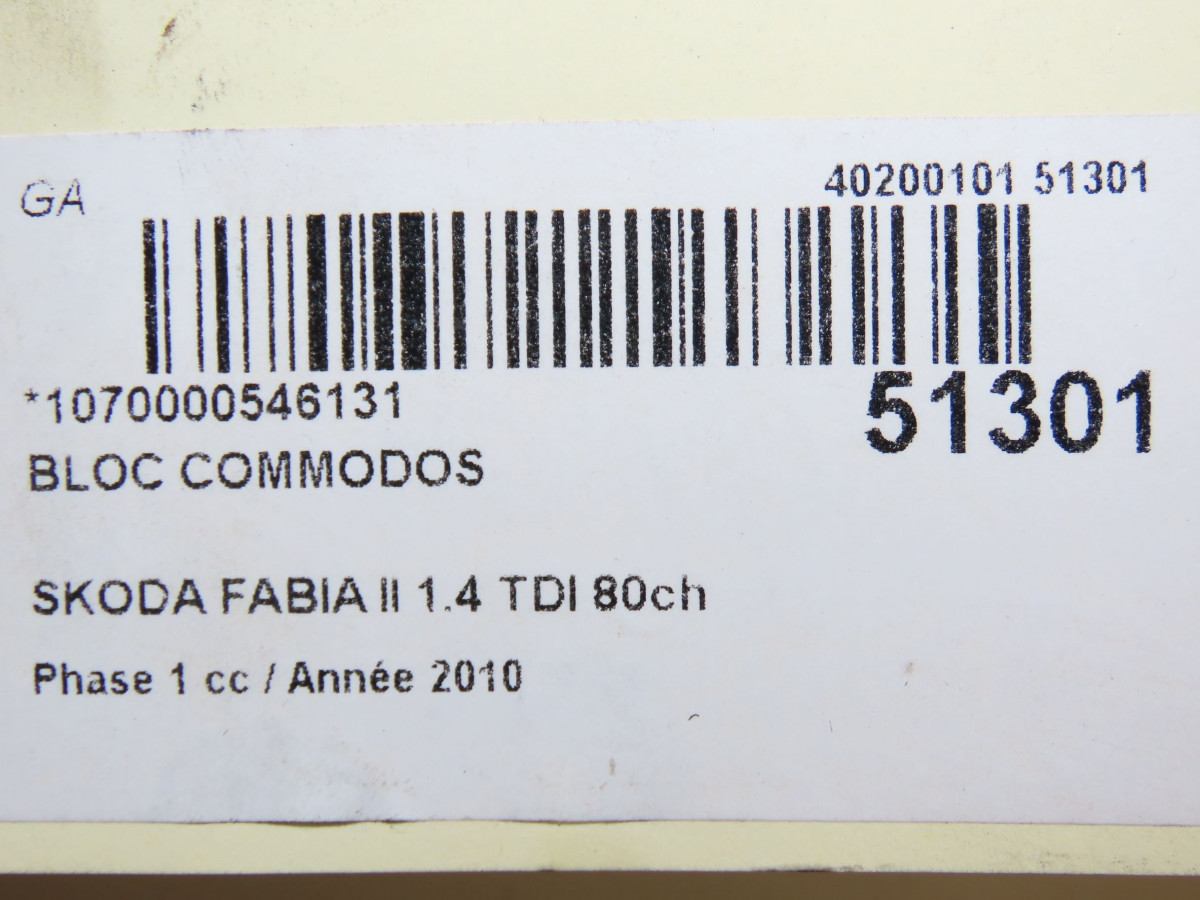 GA
40200101 51301
*1070000546131
51301
BLOC COMMODOS
SKODA FABIA II 1.4 TDI 80ch
Phase 1 cc / Année 2010